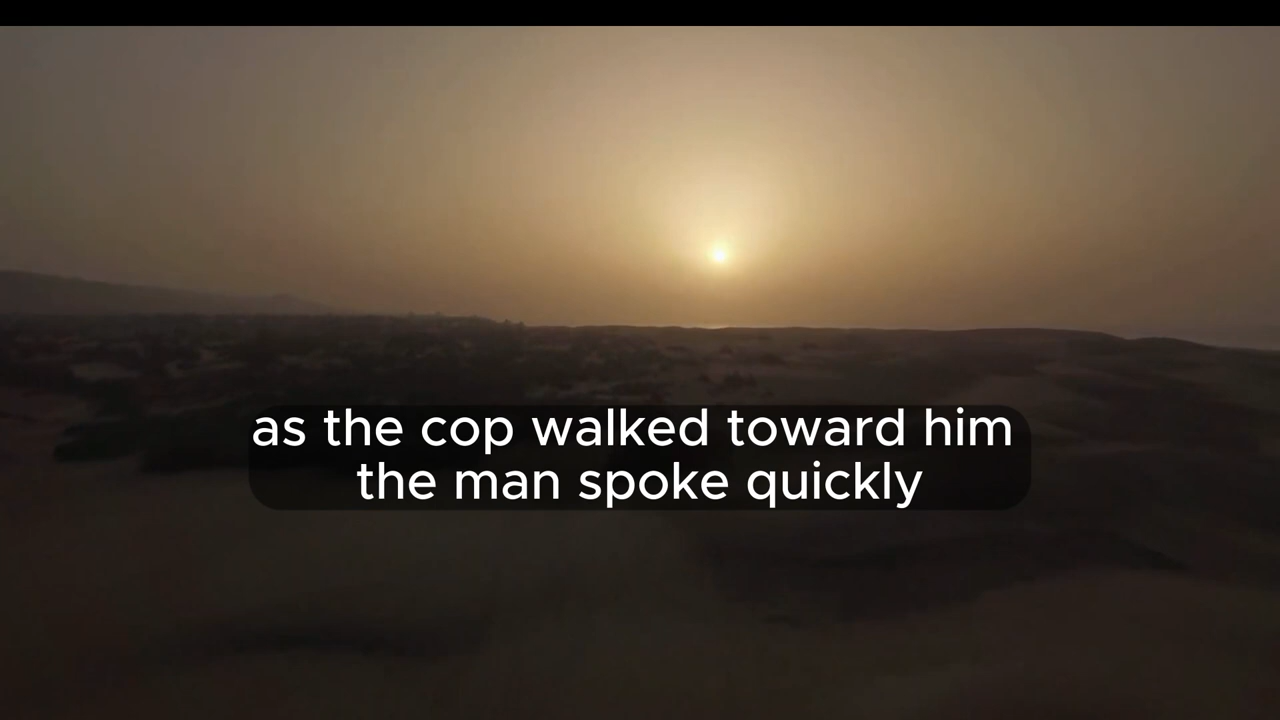 as the cop walked toward him
the man spoke quickly